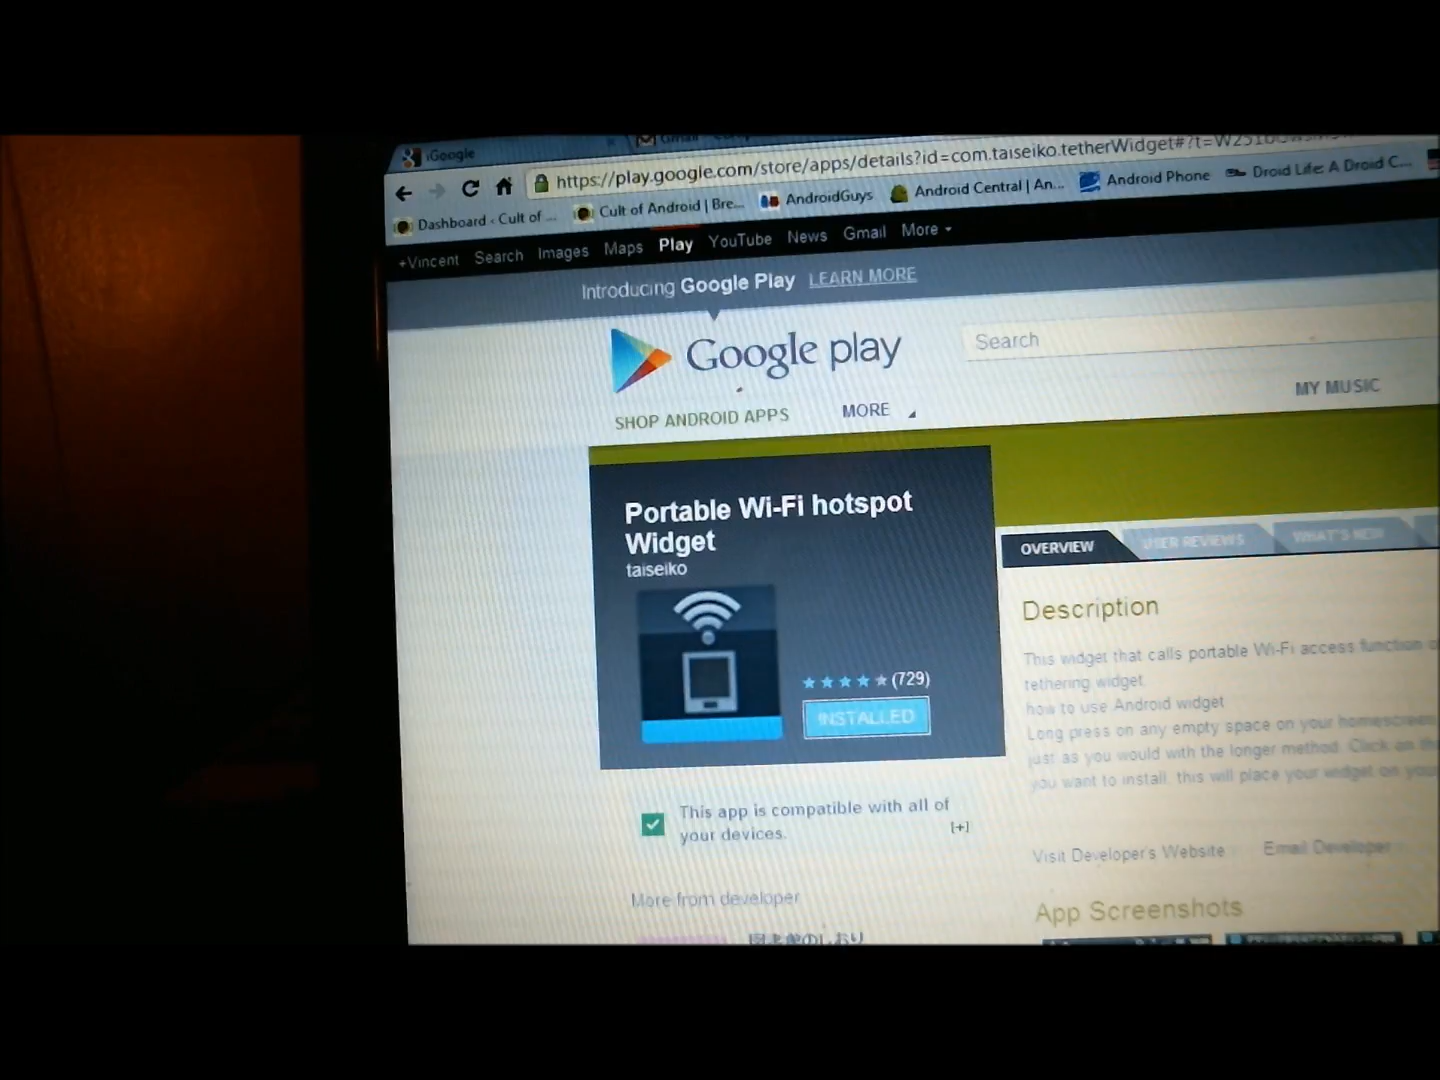 iGoogle
Gmail
https://play.google.com/store/apps/details?id=com.taiseiko.tetherWidget#?t=W251bGws
Dashboard ‹ Cult of ... Cult of Android | Bre... AndroidGuys Android Central | An... Android Phone Droid Life: A Droid C...
+Vincent Search Images Maps Play YouTube News Gmail More
Introducing Google Play LEARN MORE
Google play
Search
MY MUSIC
SHOP ANDROID APPS MORE
Portable Wi-Fi hotspot
Widget
taiseiko
(729)
INSTALLED
This app is compatible with all of
your devices.
[+]
More from developer
OVERVIEW USER REVIEWS WHAT'S NEW
Description
This widget that calls portable Wi-Fi access function
tethering widget.
how to use Android widget
Long press on any empty space on your homescreen
just as you would with the longer method. Click on the
you want to install, this will place your widget on your
Visit Developer's Website Email Developer
App Screenshots